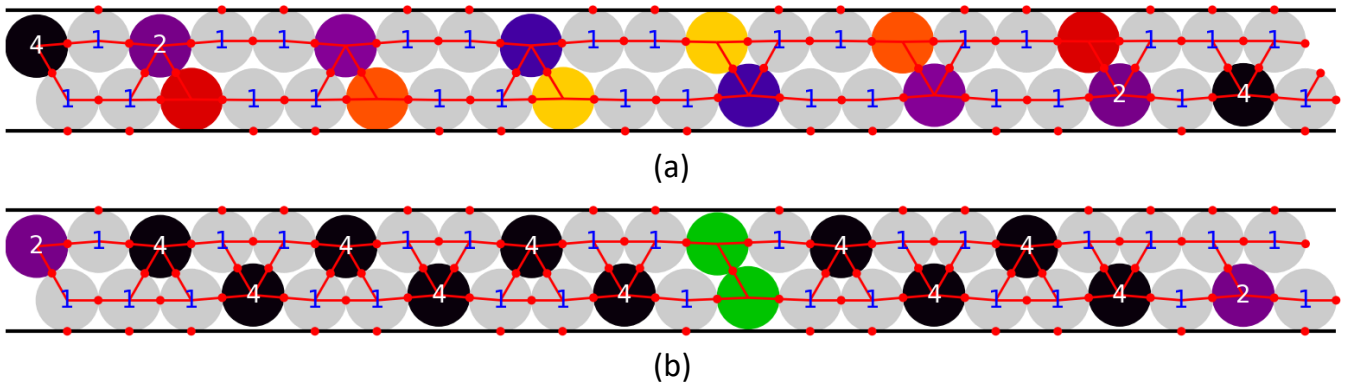 4 1 2 1 1 1 1 1 1 1 1 1 1 1 1 1
1 1 1 1 1 1 1 1 1 1 1 1 2 1 4 1
(a)
2 1 4 1 1 4 1 1 4 1 1 1 4 1 1 4 1 1 1 1
1 1 1 4 1 1 4 1 1 4 1 1 1 4 1 1 4 1 2
(b)